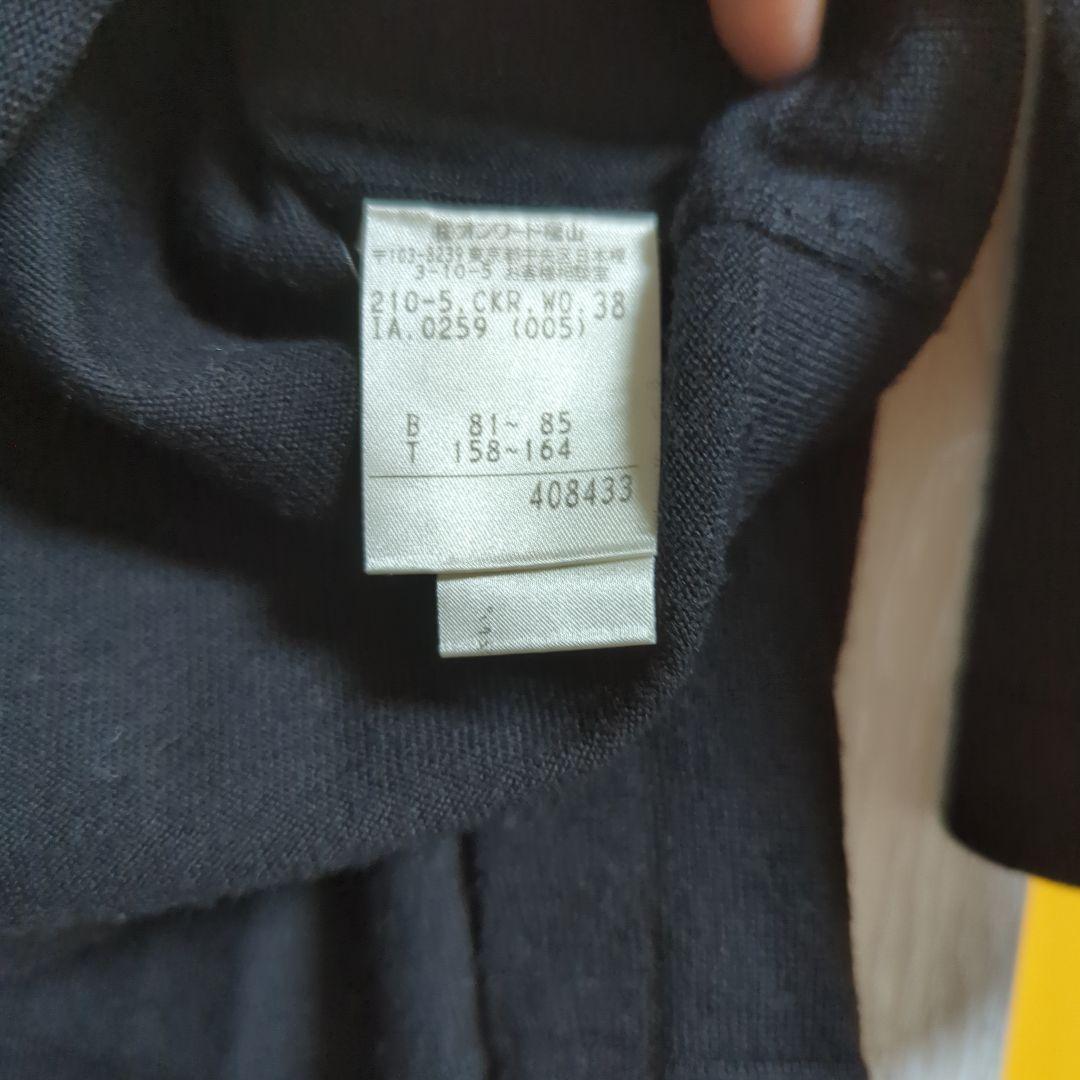 ㈱オンワード樫山
〒103-8239 東京都中央区日本橋
3-10-5 お客様相談室
210-5.CKR.WO.38
IA.0259 (005)
B 81~ 85
T 158~164
408433